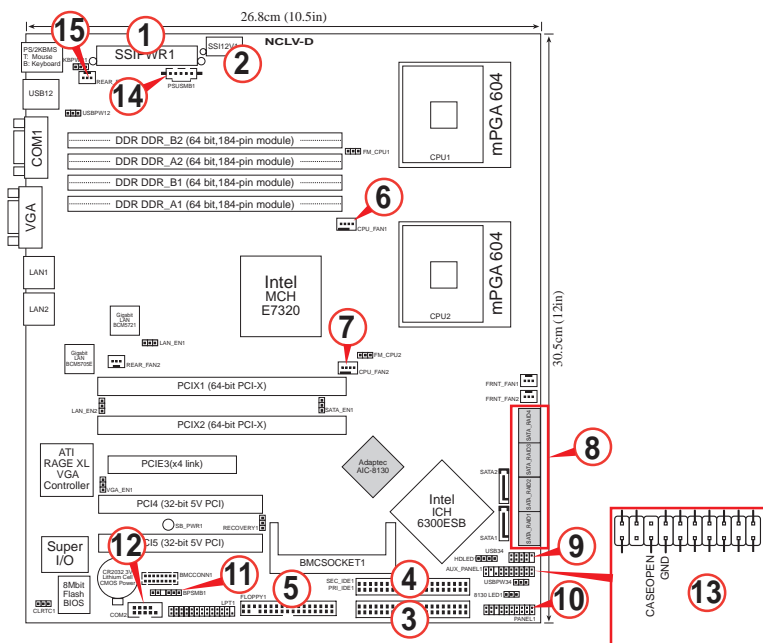 26.8cm (10.5in)
15
1
2
14
NCLV-D
PS/2KBMS
T: Mouse
B: Keyboard
KBPWR1
SSIPWR1
SSI12V1
PSUSMB1
USB12
USBPW12
COM1
DDR DDR_B2 (64 bit,184-pin module)
DDR DDR_A2 (64 bit,184-pin module)
DDR DDR_B1 (64 bit,184-pin module)
DDR DDR_A1 (64 bit,184-pin module)
FM_CPU1
CPU1
mPGA 604
6
CPU_FAN1
VGA
LAN1
LAN2
Intel
MCH
E7320
CPU2
mPGA 604
30.5cm (12in)
Gigabit
LAN
BCM5721
LAN_EN1
Gigabit
LAN
BCM5705E
REAR_FAN2
7
FM_CPU2
CPU_FAN2
FRNT_FAN1
FRNT_FAN2
PCIX1 (64-bit PCI-X)
LAN_EN2
SATA_EN1
PCIX2 (64-bit PCI-X)
ATI
RAGE XL
VGA
Controller
PCIE3(x4 link)
VGA_EN1
Adaptec
AIC-8130
SATA_RAID4
SATA_RAID3
SATA_RAID2
SATA_RAID1
8
SATA2
SATA1
Intel
ICH
6300ESB
PCI4 (32-bit 5V PCI)
SB_PWR1
RECOVERY1
PCI5 (32-bit 5V PCI)
Super
I/O
12
11
BMCSOCKET1
CR2032 3V
Lithium Cell
CMOS Power
BMCCONN1
BPSMB1
8Mbit
Flash
BIOS
CLRTC1
COM2
LPT1
FLOPPY1
5
SEC_IDE1
PRI_IDE1
4
3
USB34
HDLED1
AUX_PANEL1
USBPW34
8130 LED1
PANEL1
9
10
CASEOPEN
GND
13